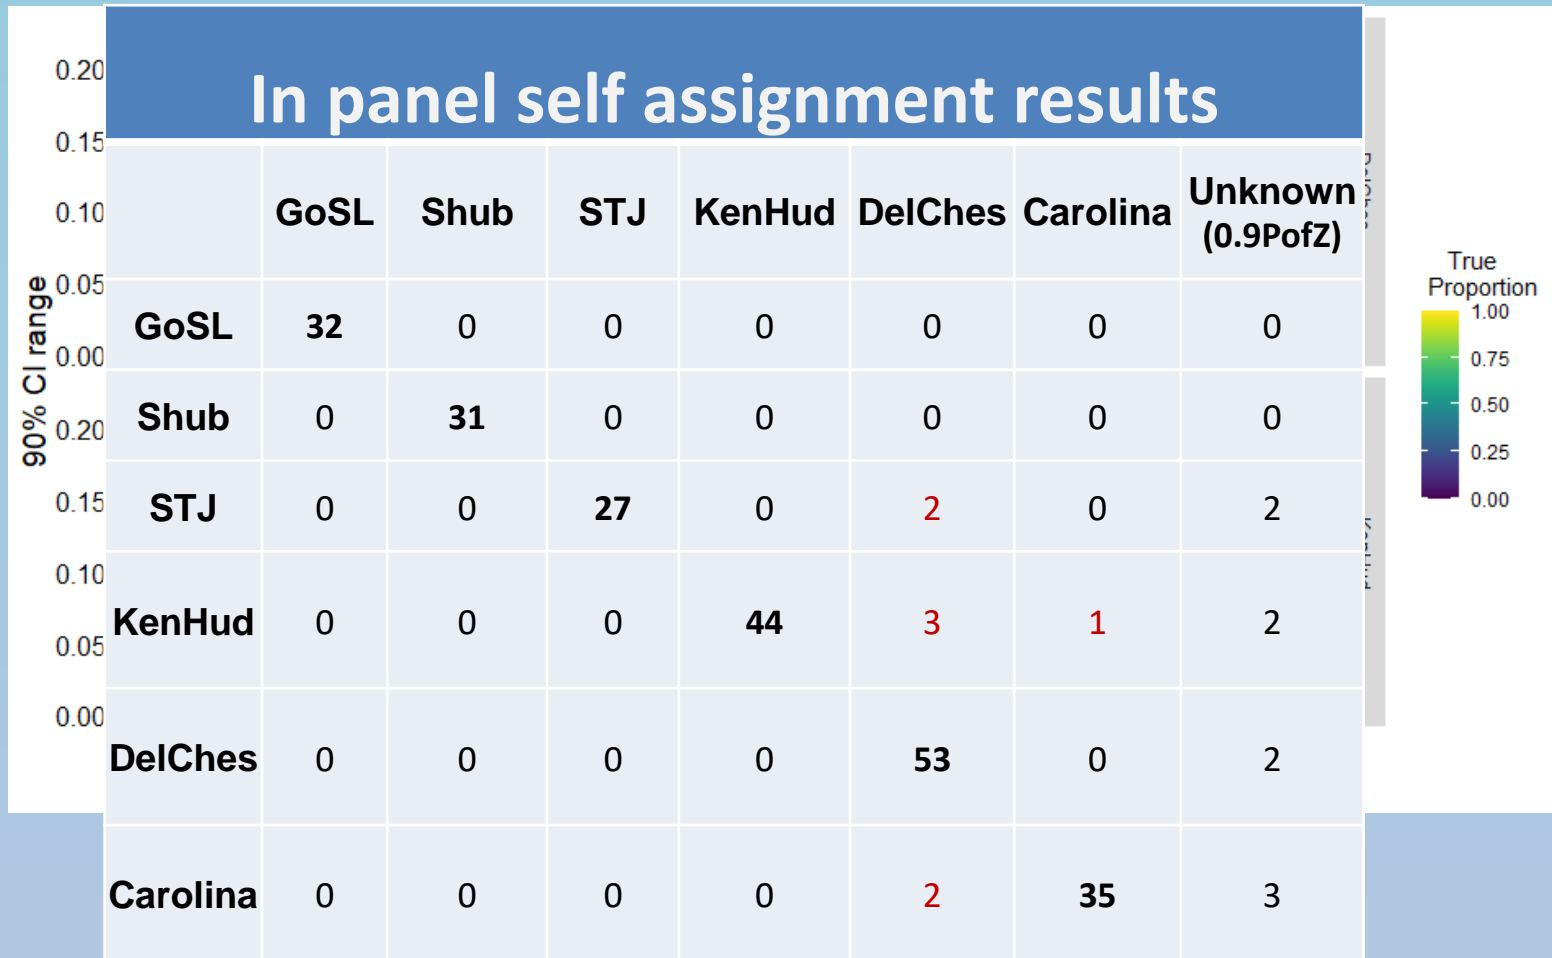 In panel self assignment results
GoSL Shub STJ KenHud DelChes Carolina Unknown (0.9PofZ)
GoSL 32 0 0 0 0 0 0
Shub 0 31 0 0 0 0 0
STJ 0 0 27 0 2 0 2
KenHud 0 0 0 44 3 1 2
DelChes 0 0 0 0 53 0 2
Carolina 0 0 0 0 2 35 3
90% CI range
0.20
0.15
0.10
0.05
0.00
0.20
0.15
0.10
0.05
0.00
True
Proportion
1.00
0.75
0.50
0.25
0.00